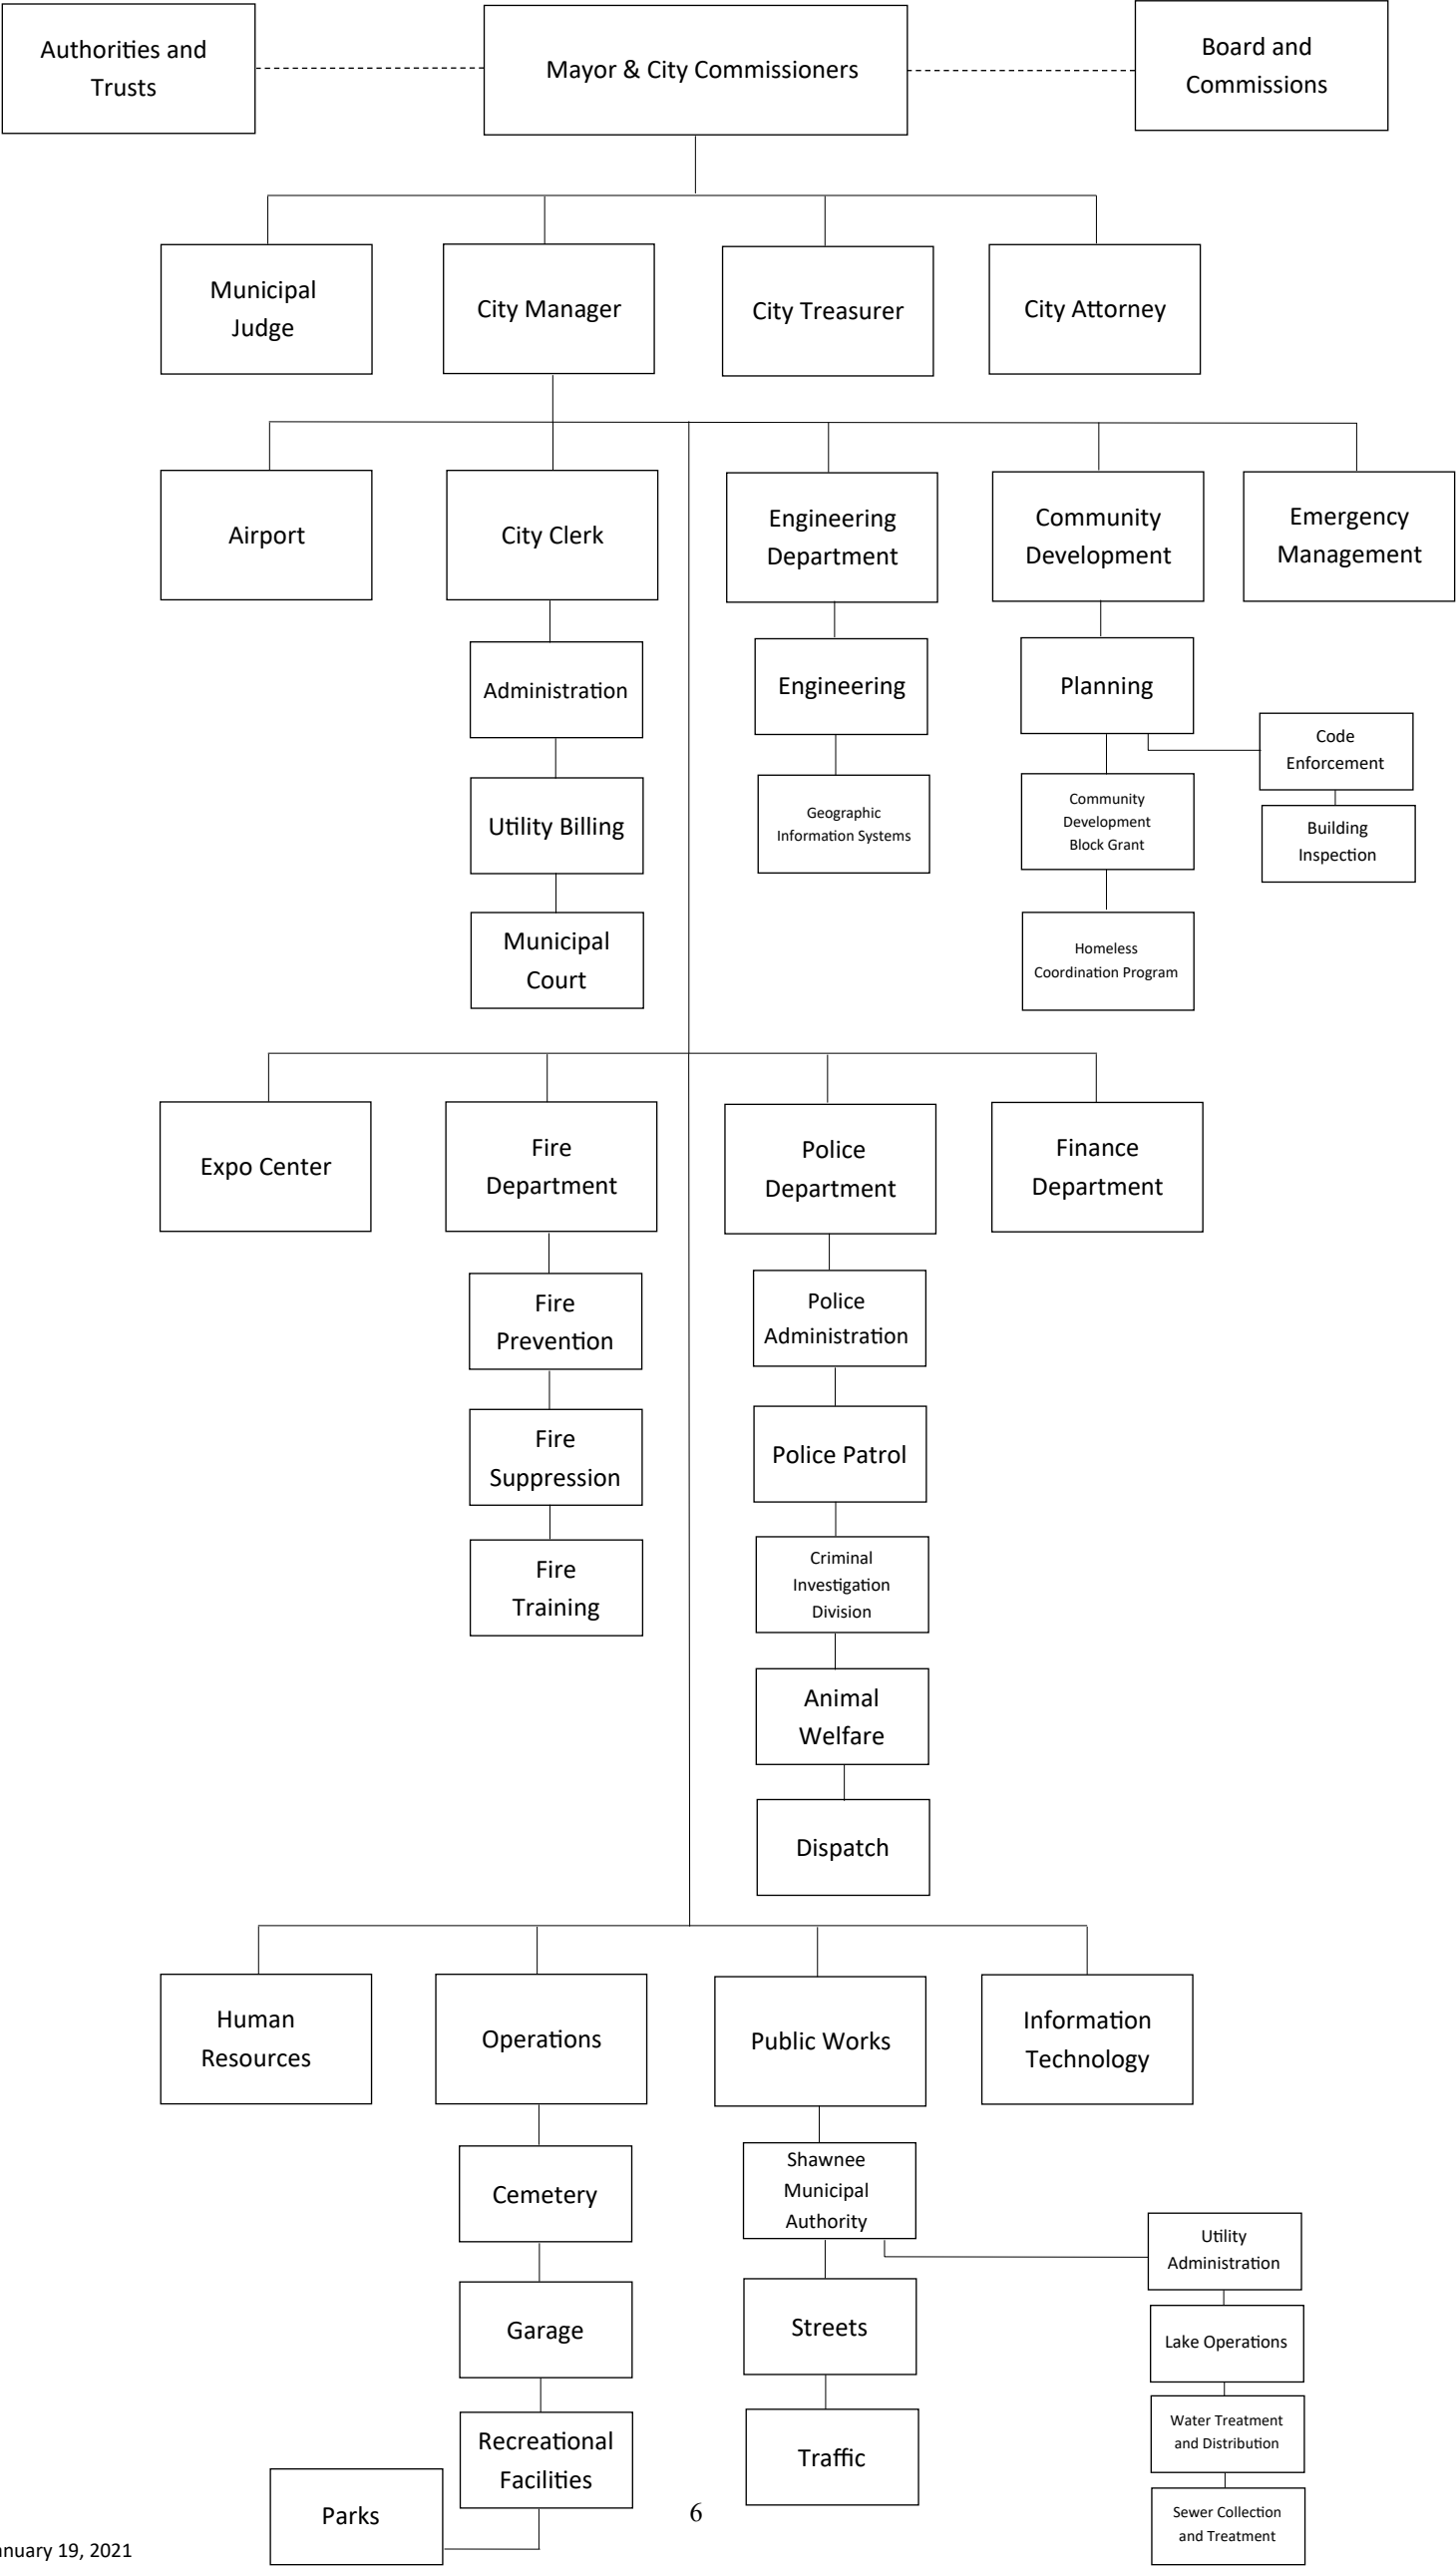 Authorities and
Trusts
Mayor & City Commissioners
Board and
Commissions
Municipal
Judge
City Manager
City Treasurer
City Attorney
Airport
City Clerk
Engineering
Department
Community
Development
Emergency
Management
Administration
Engineering
Planning
Code
Enforcement
Utility Billing
Geographic
Information Systems
Community
Development
Block Grant
Building
Inspection
Municipal
Court
Homeless
Coordination Program
Expo Center
Fire
Department
Police
Department
Finance
Department
Fire
Prevention
Police
Administration
Fire
Suppression
Police Patrol
Fire
Training
Criminal
Investigation
Division
Animal
Welfare
Dispatch
Human
Resources
Operations
Public Works
Information
Technology
Cemetery
Shawnee
Municipal
Authority
Utility
Administration
Garage
Streets
Lake Operations
Recreational
Facilities
Traffic
Water Treatment
and Distribution
Parks
Sewer Collection
and Treatment
6
anuary 19, 2021